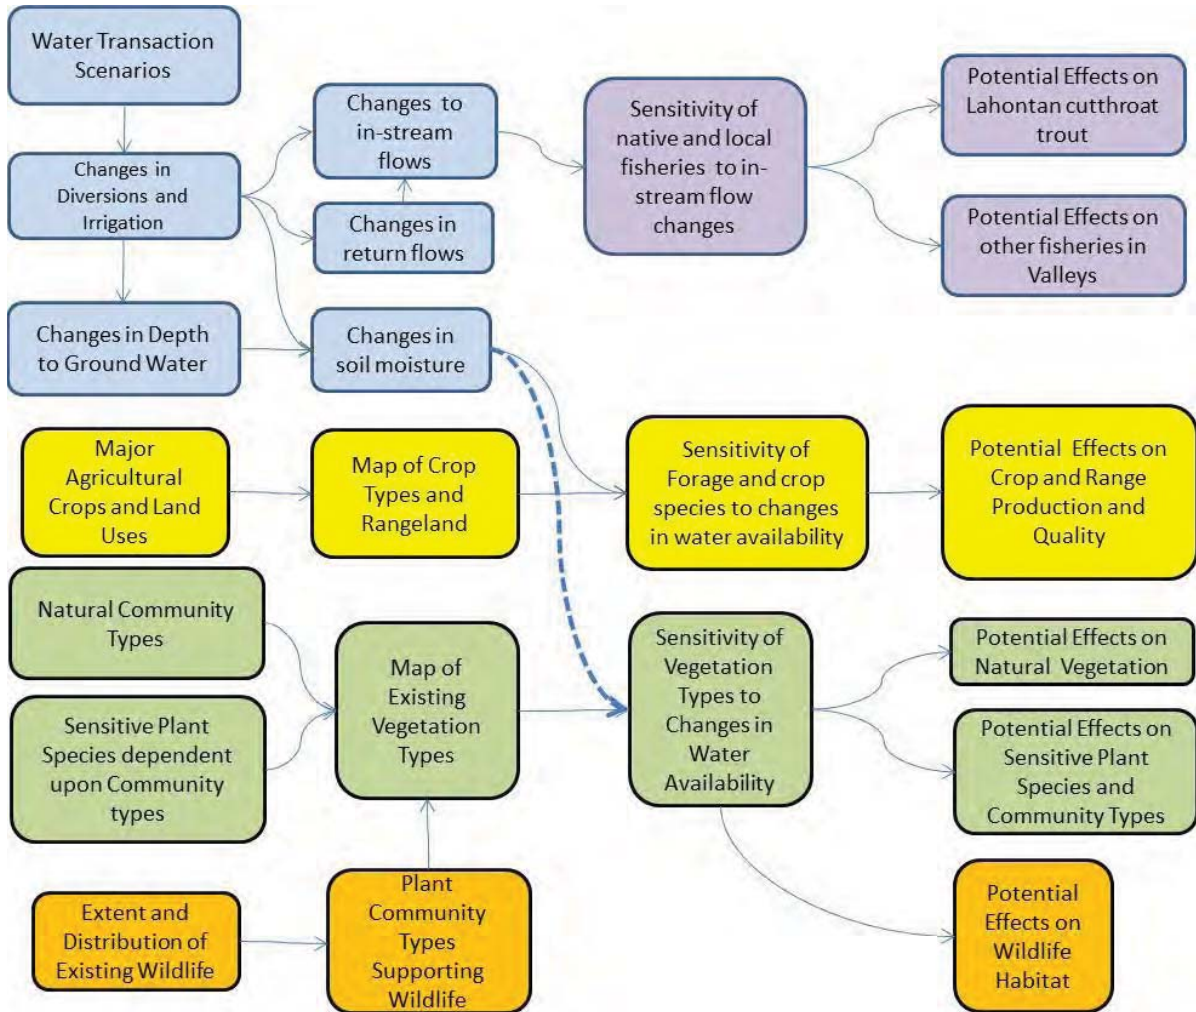 Water Transaction
Scenarios
Changes in
Diversions and
Irrigation
Changes in Depth
to Ground Water
Changes to
in-stream
flows
Changes in
return flows
Changes in
soil moisture
Sensitivity of
native and local
fisheries to in-
stream flow
changes
Potential Effects on
Lahontan cutthroat
trout
Potential Effects on
other fisheries in
Valleys
Major
Agricultural
Crops and Land
Uses
Map of Crop
Types and
Rangeland
Sensitivity of
Forage and crop
species to changes
in water availability
Potential Effects on
Crop and Range
Production and
Quality
Natural Community
Types
Sensitive Plant
Species dependent
upon Community
types
Map of
Existing
Vegetation
Types
Sensitivity of
Vegetation
Types to
Changes in
Water
Availability
Potential Effects on
Natural Vegetation
Potential Effects on
Sensitive Plant
Species and
Community Types
Extent and
Distribution of
Existing Wildlife
Plant
Community
Types
Supporting
Wildlife
Potential
Effects on
Wildlife
Habitat